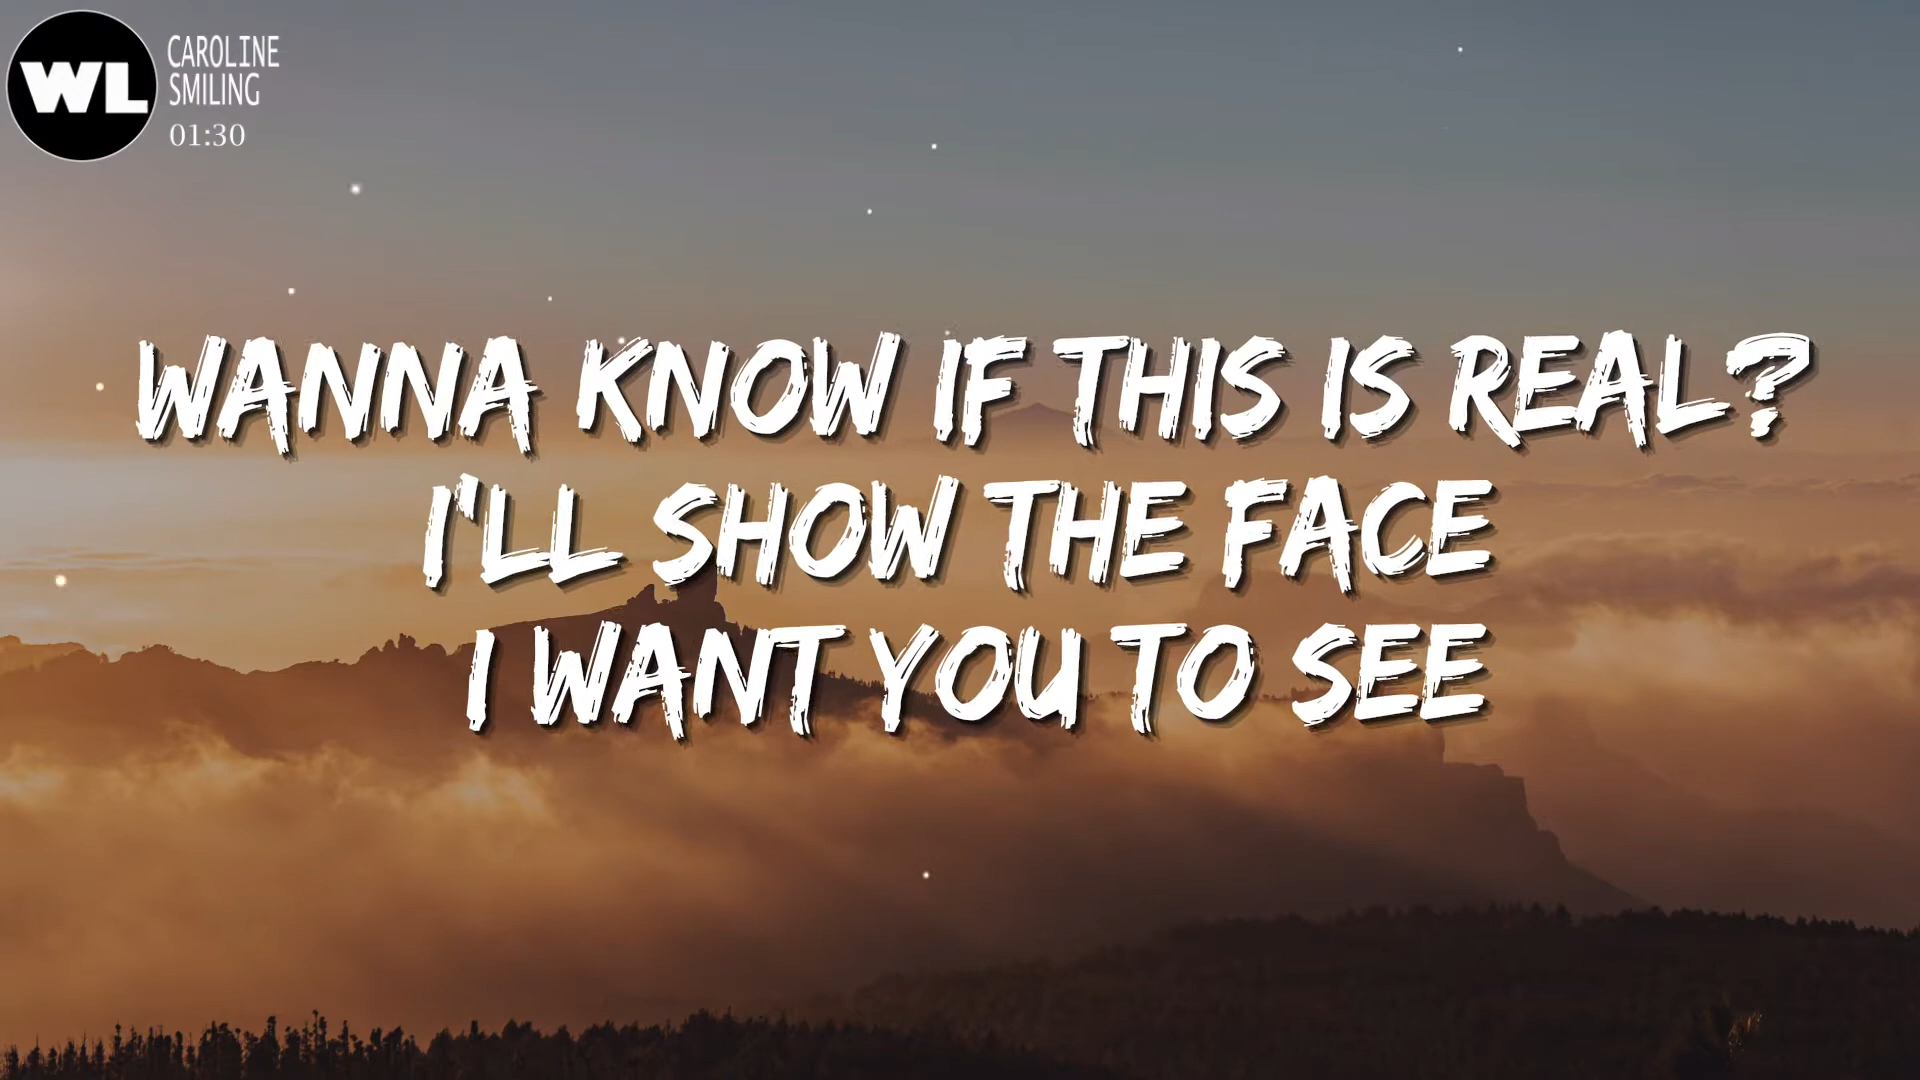 WL
CAROLINE
SMILING
01:30
WANNA KNOW IF THIS IS REAL?
I'LL SHOW THE FACE
I WANT YOU TO SEE